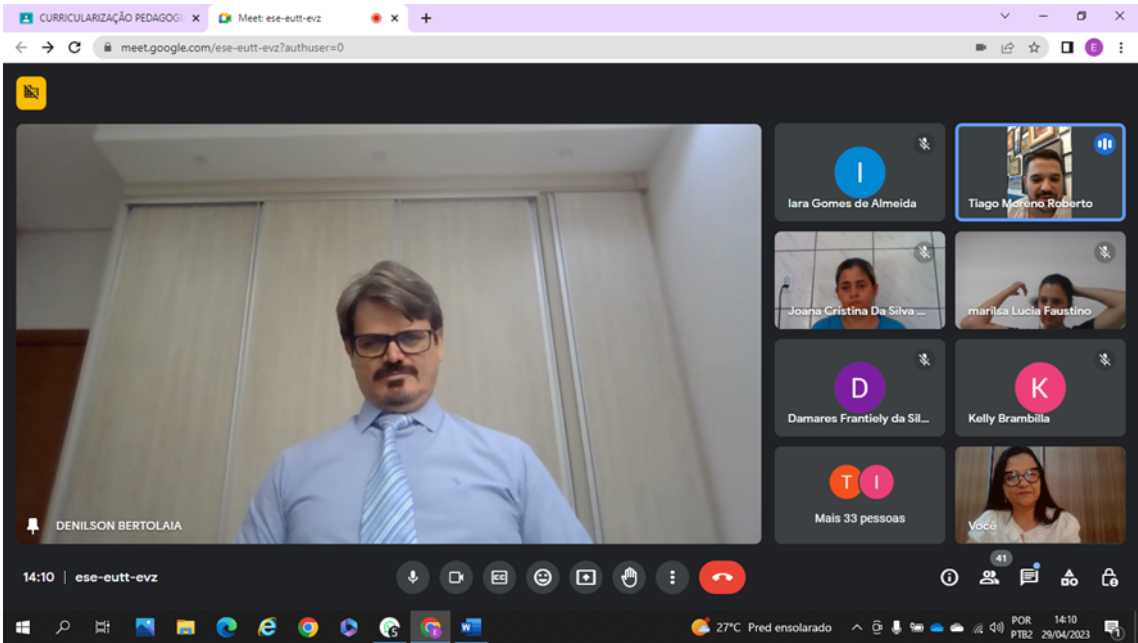 CURRICULARIZAÇÃO PEDAGOGI
Meet: ese-eutt-evz
meet.google.com/ese-eutt-evz?authuser=0
E
I
Iara Gomes de Almeida
Tiago Moreno Roberto
Joana Cristina Da Silva ...
marilsa Lucia Faustino
D
Damares Frantiely da Sil...
K
Kelly Brambilla
T I
Mais 33 pessoas
Você
DENILSON BERTOLAIA
14:10 | ese-eutt-evz
CC
41
27°C Pred ensolarado
POR
PTB2
14:10
29/04/2023